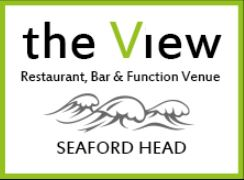 the View
Restaurant, Bar & Function Venue
SEAFORD HEAD